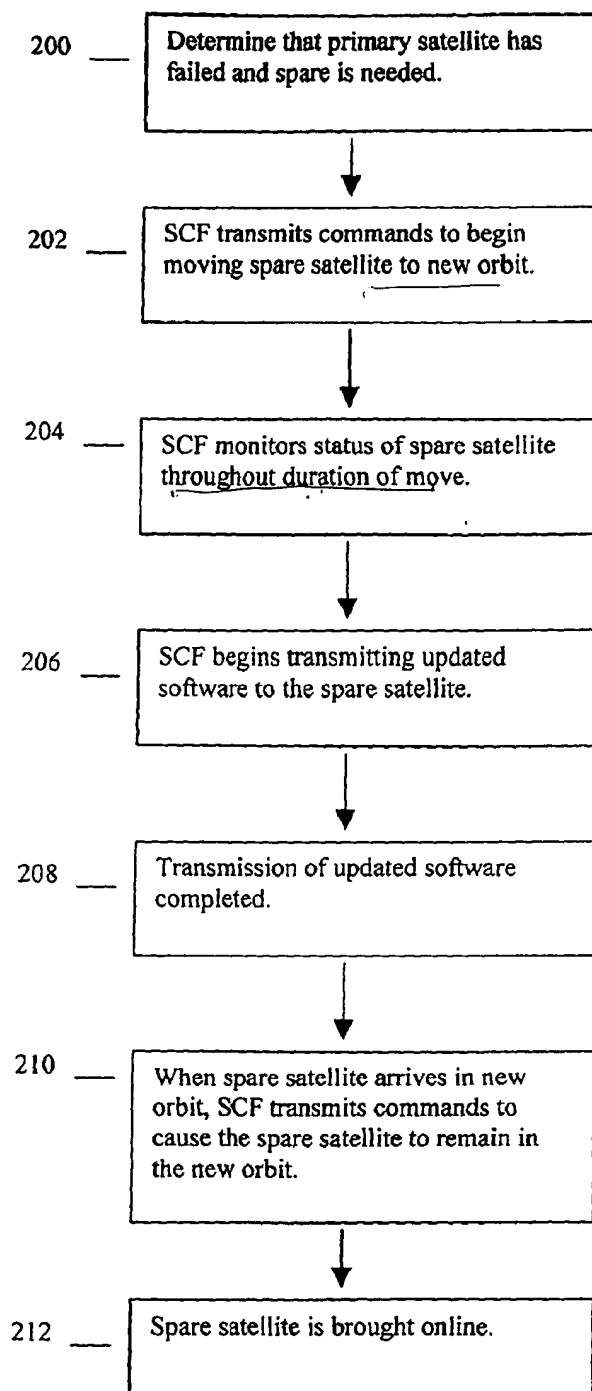 200
Determine that primary satellite has
failed and spare is needed.
202
SCF transmits commands to begin
moving spare satellite to new orbit.
204
SCF monitors status of spare satellite
throughout duration of move.
206
SCF begins transmitting updated
software to the spare satellite.
208
Transmission of updated software
completed.
210
When spare satellite arrives in new
orbit, SCF transmits commands to
cause the spare satellite to remain in
the new orbit.
212
Spare satellite is brought online.